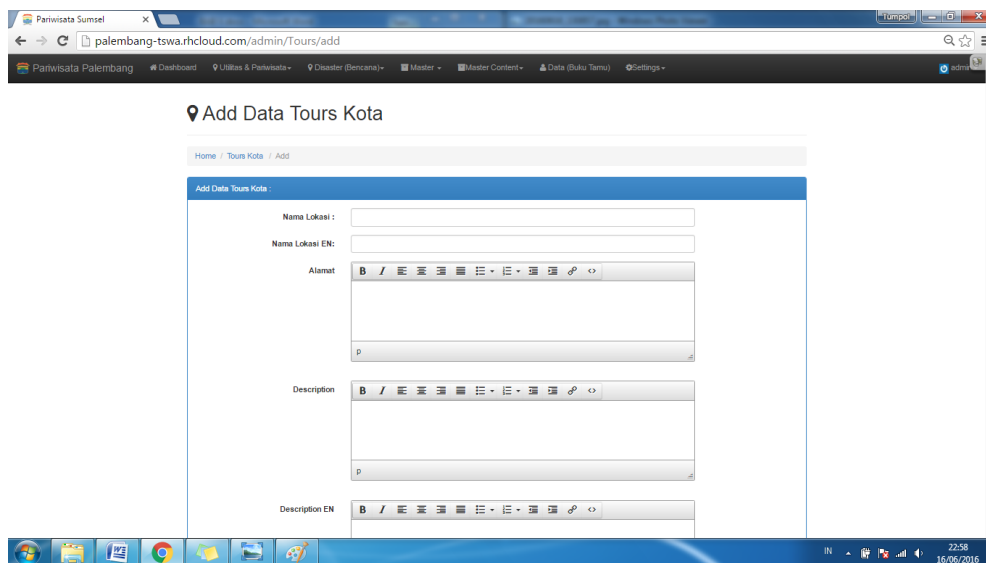 Pariwisata Sumsel
Tumpol
palembang-tswa.rhcloud.com/admin/Tours/add
Pariwisata Palembang Dashboard Utilitas & Pariwisata Disaster (Bencana) Master Master Content Data (Buku Tamu) Settings
Add Data Tours Kota
Home / Tours Kota / Add
Add Data Tours Kota :
Nama Lokasi :
Nama Lokasi EN:
Alamat
B I
p
Description
B I
p
Description EN
B I
IN
22:58
16/06/2016